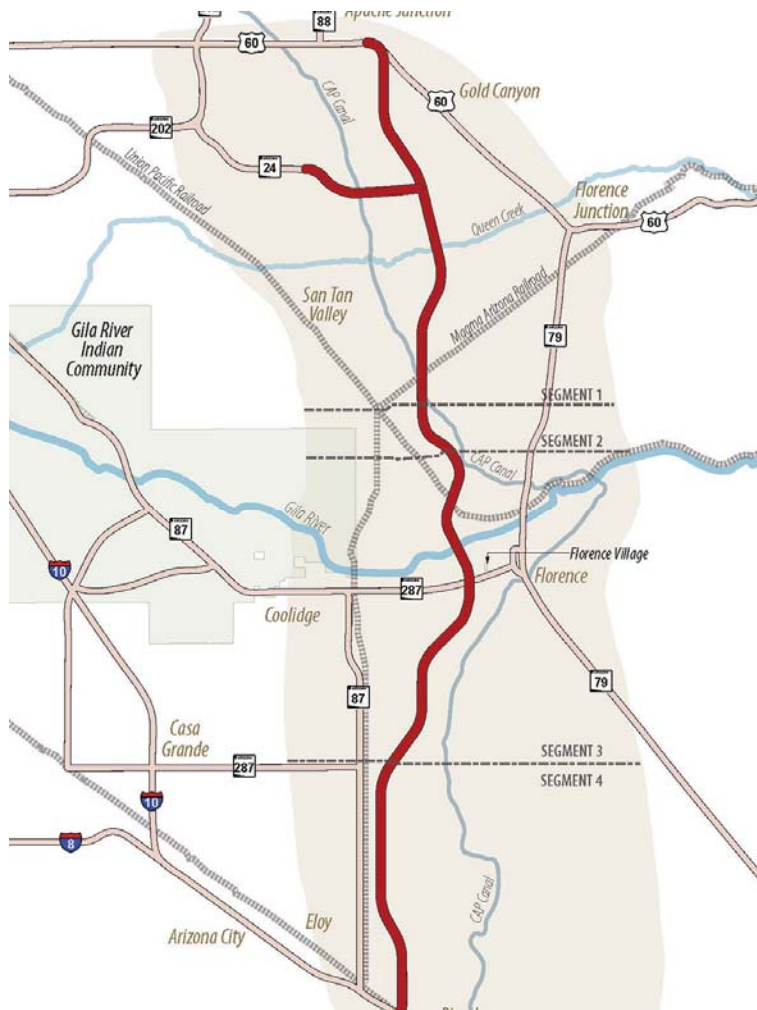 Apache Junction
88
60
Gold Canyon
CAP Canal
60
202
Union Pacific Railroad
24
Florence
Junction
60
Queen Creek
San Tan
Valley
Magma Arizona Railroad
79
Gila River
Indian
Community
SEGMENT 1
SEGMENT 2
CAP Canal
Gila River
87
10
Florence Village
287
Florence
Coolidge
87
79
Casa
Grande
287
SEGMENT 3
SEGMENT 4
10
8
CAP Canal
Eloy
Arizona City